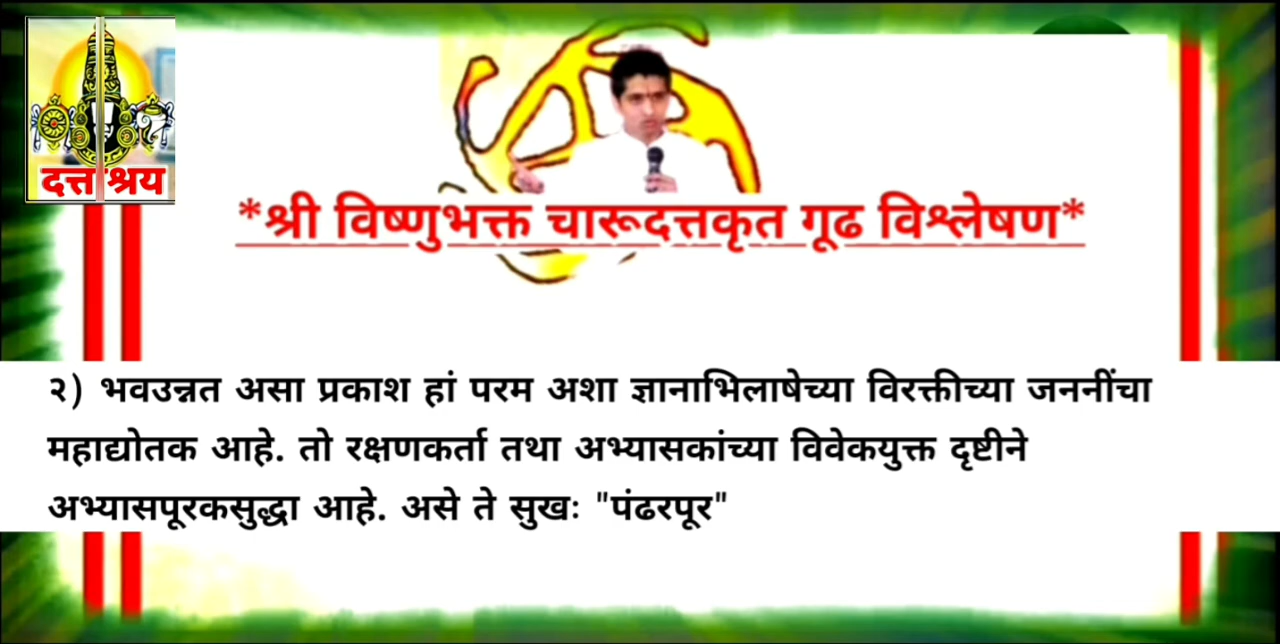 दत्ताश्रय
*श्री विष्णुभक्त चारूदत्तकृत गूढ विश्लेषण*
२) भवउन्नत असा प्रकाश हां परम अशा ज्ञानाभिलाषेच्या विरक्तीच्या जननींचा
महाद्योतक आहे. तो रक्षणकर्ता तथा अभ्यासकांच्या विवेकयुक्त दृष्टीने
अभ्यासपूरकसुद्धा आहे. असे ते सुखः "पंढरपूर"